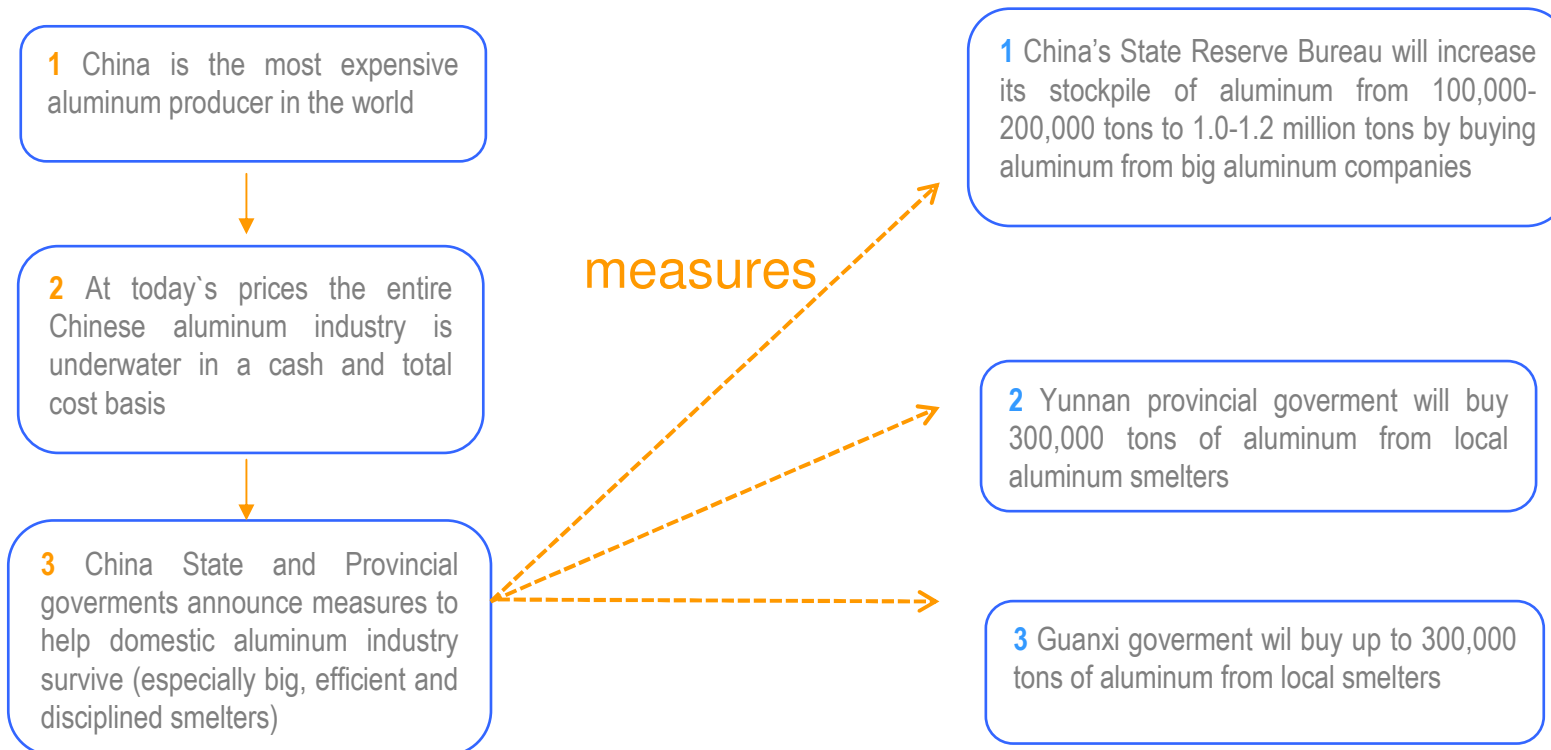 1 China is the most expensive
aluminum producer in the world
2 At today`s prices the entire
Chinese aluminum industry is
underwater in a cash and total
cost basis
3 China State and Provincial
goverments announce measures to
help domestic aluminum industry
survive (especially big, efficient and
disciplined smelters)
measures
1 China’s State Reserve Bureau will increase
its stockpile of aluminum from 100,000-
200,000 tons to 1.0-1.2 million tons by buying
aluminum from big aluminum companies
2 Yunnan provincial goverment will buy
300,000 tons of aluminum from local
aluminum smelters
3 Guanxi goverment wil buy up to 300,000
tons of aluminum from local smelters